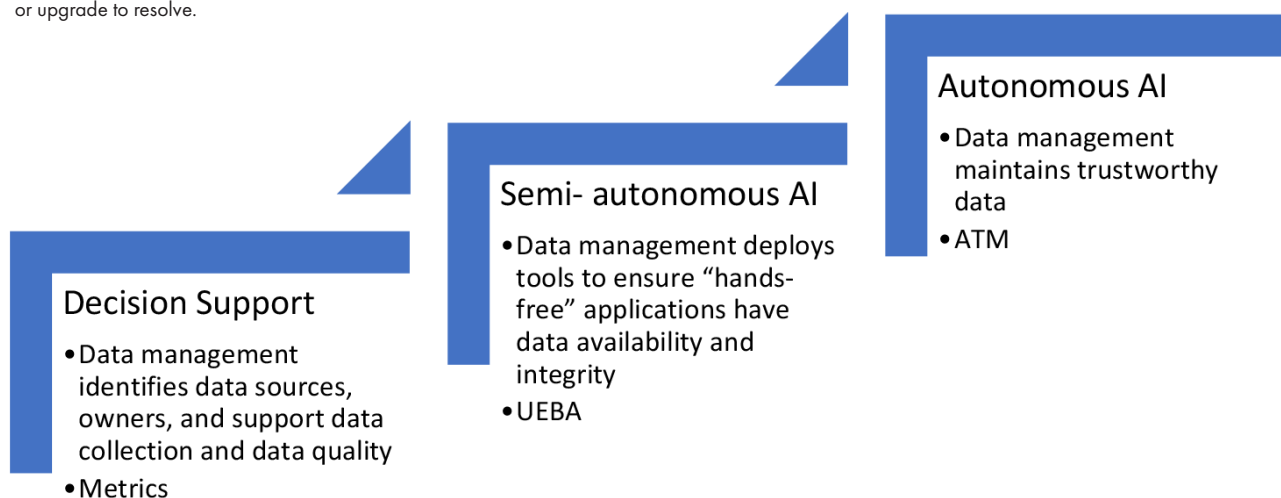 or upgrade to resolve.
Decision Support
•Data management
identifies data sources,
owners, and support data
collection and data quality
•Metrics
Semi- autonomous AI
•Data management deploys
tools to ensure “hands-
free” applications have
data availability and
integrity
•UEBA
Autonomous AI
•Data management
maintains trustworthy
data
•ATM